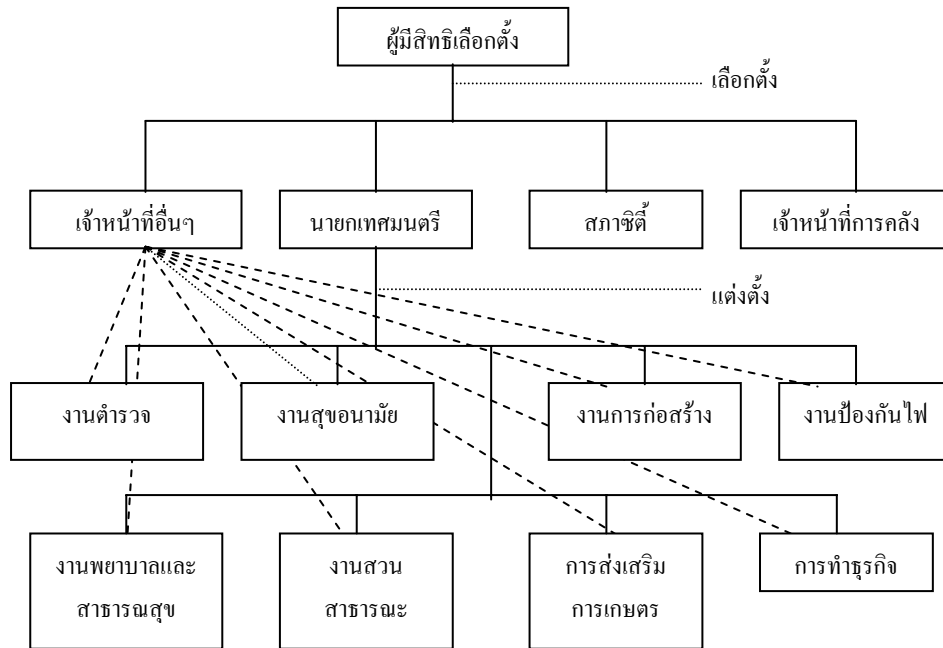 ผู้มีสิทธิเลือกตั้ง
เลือกตั้ง
เจ้าหน้าที่อื่นๆ
นายกเทศมนตรี
สภาซิตี้
เจ้าหน้าที่การคลัง
แต่งตั้ง
งานตำรวจ
งานสุขอนามัย
งานการก่อสร้าง
งานป้องกันไฟ
งานพยาบาลและ
สาธารณสุข
งานสวน
สาธารณะ
การส่งเสริม
การเกษตร
การทำธุรกิจ